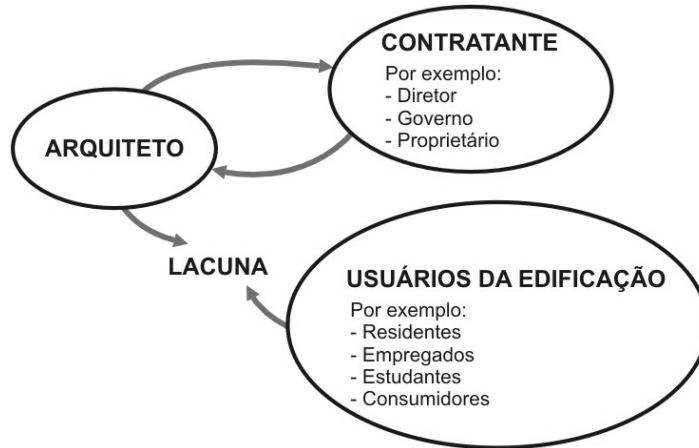 CONTRATANTE
Por exemplo:
- Diretor
- Governo
- Proprietário
ARQUITETO
LACUNA
USUÁRIOS DA EDIFICAÇÃO
Por exemplo:
- Residentes
- Empregados
- Estudantes
- Consumidores